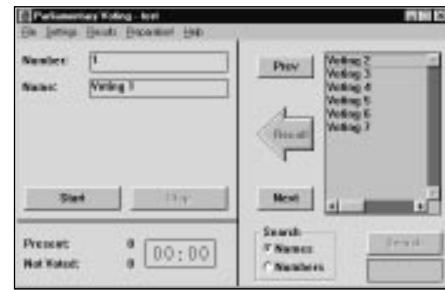 Parliamentary Voting - test
File Settings Results Preparation Help
Number: 1
Name: Voting 1
Start Stop
Present: 0
Not Voted: 0
00:00
Prev
Recall
Next
Voting 2
Voting 3
Voting 4
Voting 5
Voting 6
Voting 7
Search
Names
Numbers
Search